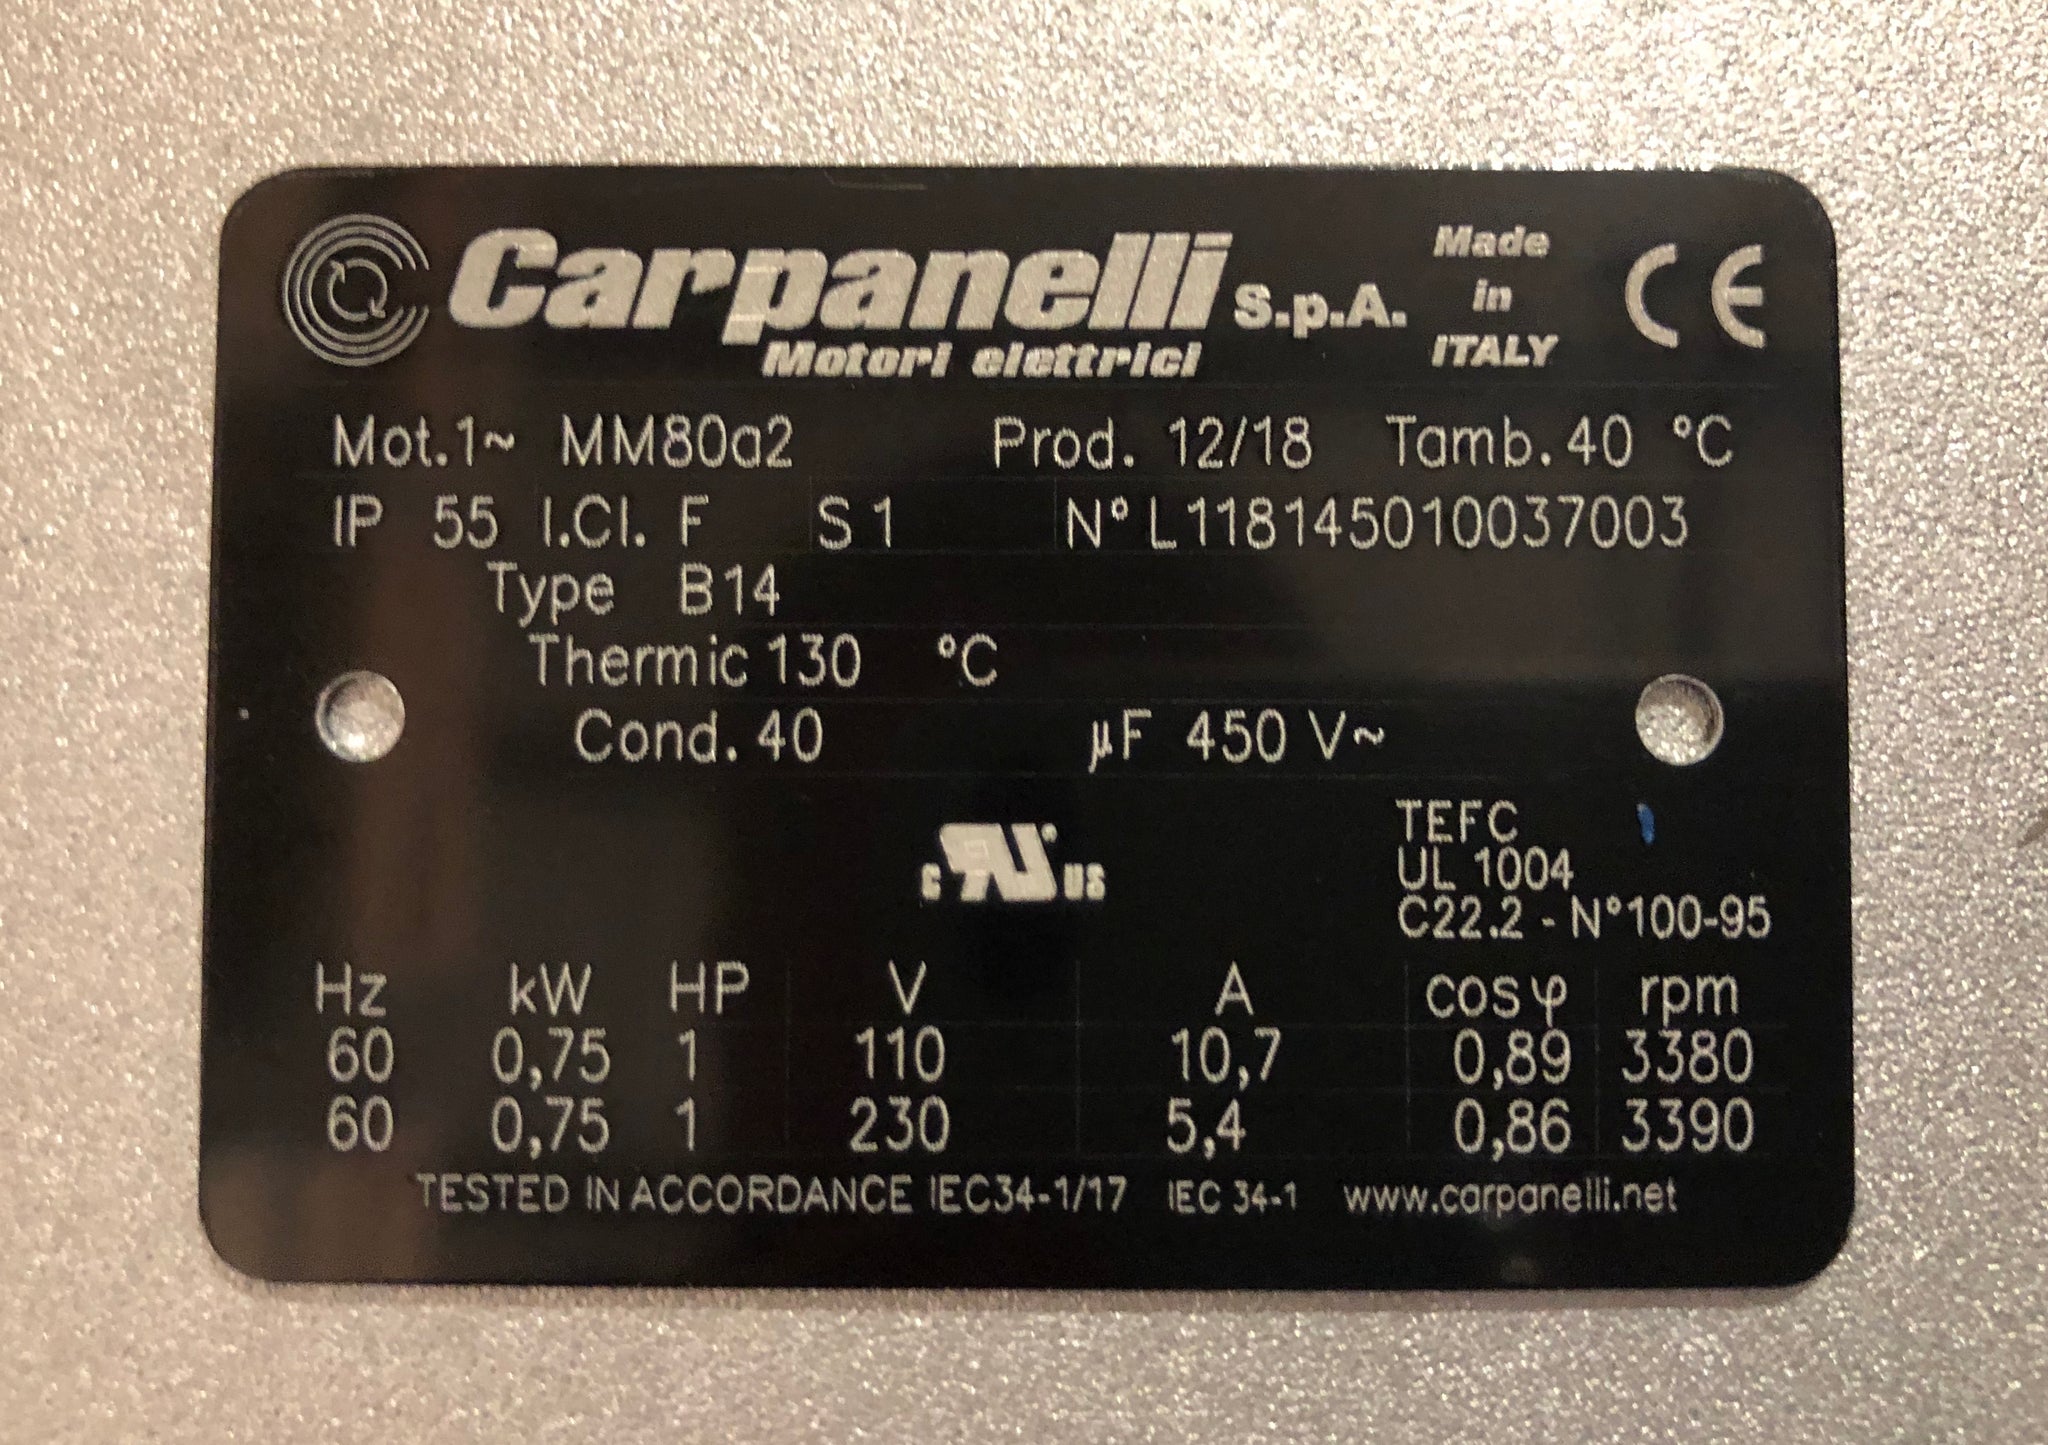 Carpanelli S.p.A.
Motori elettrici
Made
in
ITALY
CE
Mot.1~ MM80a2 Prod. 12/18 Tamb. 40 °C
IP 55 I.Cl. F S 1 N° L118145010037003
Type B14
Thermic 130 °C
Cond. 40 µF 450 V~
TEFC
UL 1004
C22.2 - N°100-95
c RU us
Hz kW HP V A cosφ rpm
60 0,75 1 110 10,7 0,89 3380
60 0,75 1 230 5,4 0,86 3390
TESTED IN ACCORDANCE IEC34-1/17 IEC 34-1 www.carpanelli.net